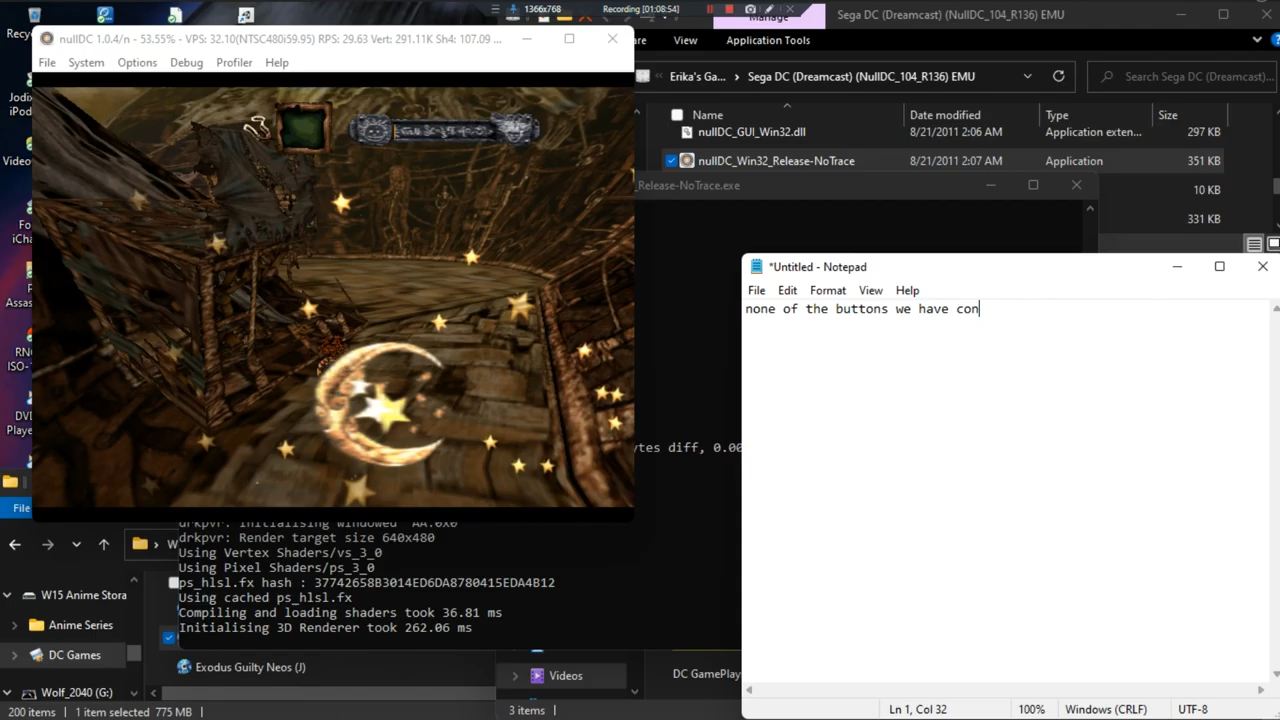 1366x768
Recording [01:08:54]
Manage
Sega DC (Dreamcast) (NullDC_104_R136) EMU
nullDC 1.0.4/n - 53.55% - VPS: 32.10(NTSC480i59.95) RPS: 29.63 Vert: 291.11K Sh4: 107.09 ...
File System Options Debug Profiler Help
View Application Tools
Erika's Ga... › Sega DC (Dreamcast) (NullDC_104_R136) EMU
Search Sega DC (Dreamcast)...
Name Date modified Type Size
nullDC_GUI_Win32.dll 8/21/2011 2:06 AM Application exten...
nullDC_Win32_Release-NoTrace 8/21/2011 2:07 AM Application 351 KB
10 KB
_Release-NoTrace.exe
331 KB
*Untitled - Notepad
File Edit Format View Help
none of the buttons we have con
tes diff, 0.00
drkpvr: Initialising windowed AA:0x0
drkpvr: Render target size 640x480
Using Vertex Shaders/vs_3_0
Using Pixel Shaders/ps_3_0
ps_hlsl.fx hash : 37742658B3014ED6DA8780415EDA4B12
Using cached ps_hlsl.fx
Compiling and loading shaders took 36.81 ms
Initialising 3D Renderer took 262.06 ms
File
W15 Anime Stora
Anime Series
DC Games
Wolf_2040 (G:)
Exodus Guilty Neos (J)
Videos
DC GamePlay
200 items 1 item selected 775 MB
3 items
Ln 1, Col 32 100% Windows (CRLF) UTF-8